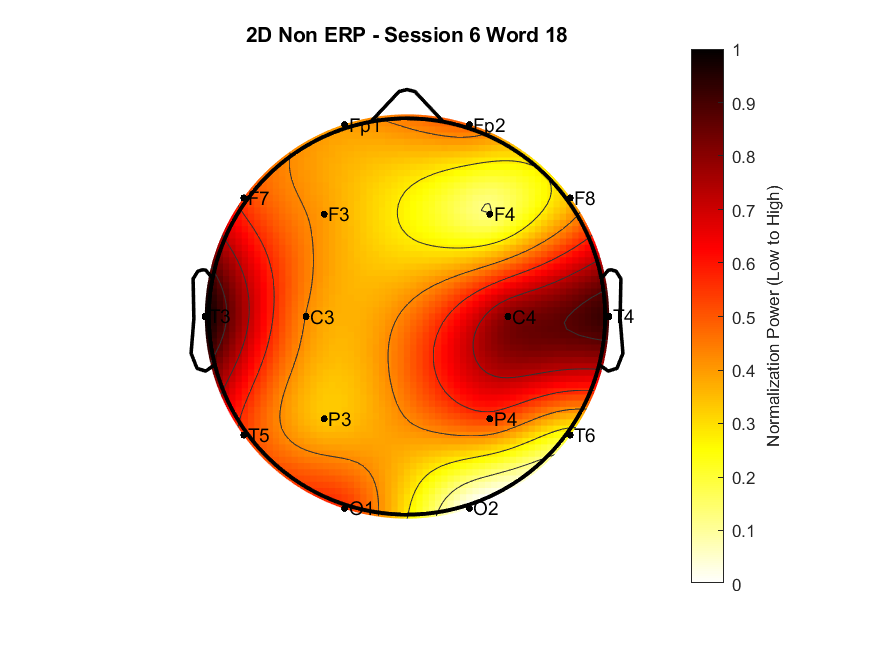 2D Non ERP - Session 6 Word 18
Fp1 Fp2
F7 F3 F4 F8
T3 C3 C4 T4
T5 P3 P4 T6
O1 O2
1
0.9
0.8
0.7
0.6
0.5
0.4
0.3
0.2
0.1
0
Normalization Power (Low to High)